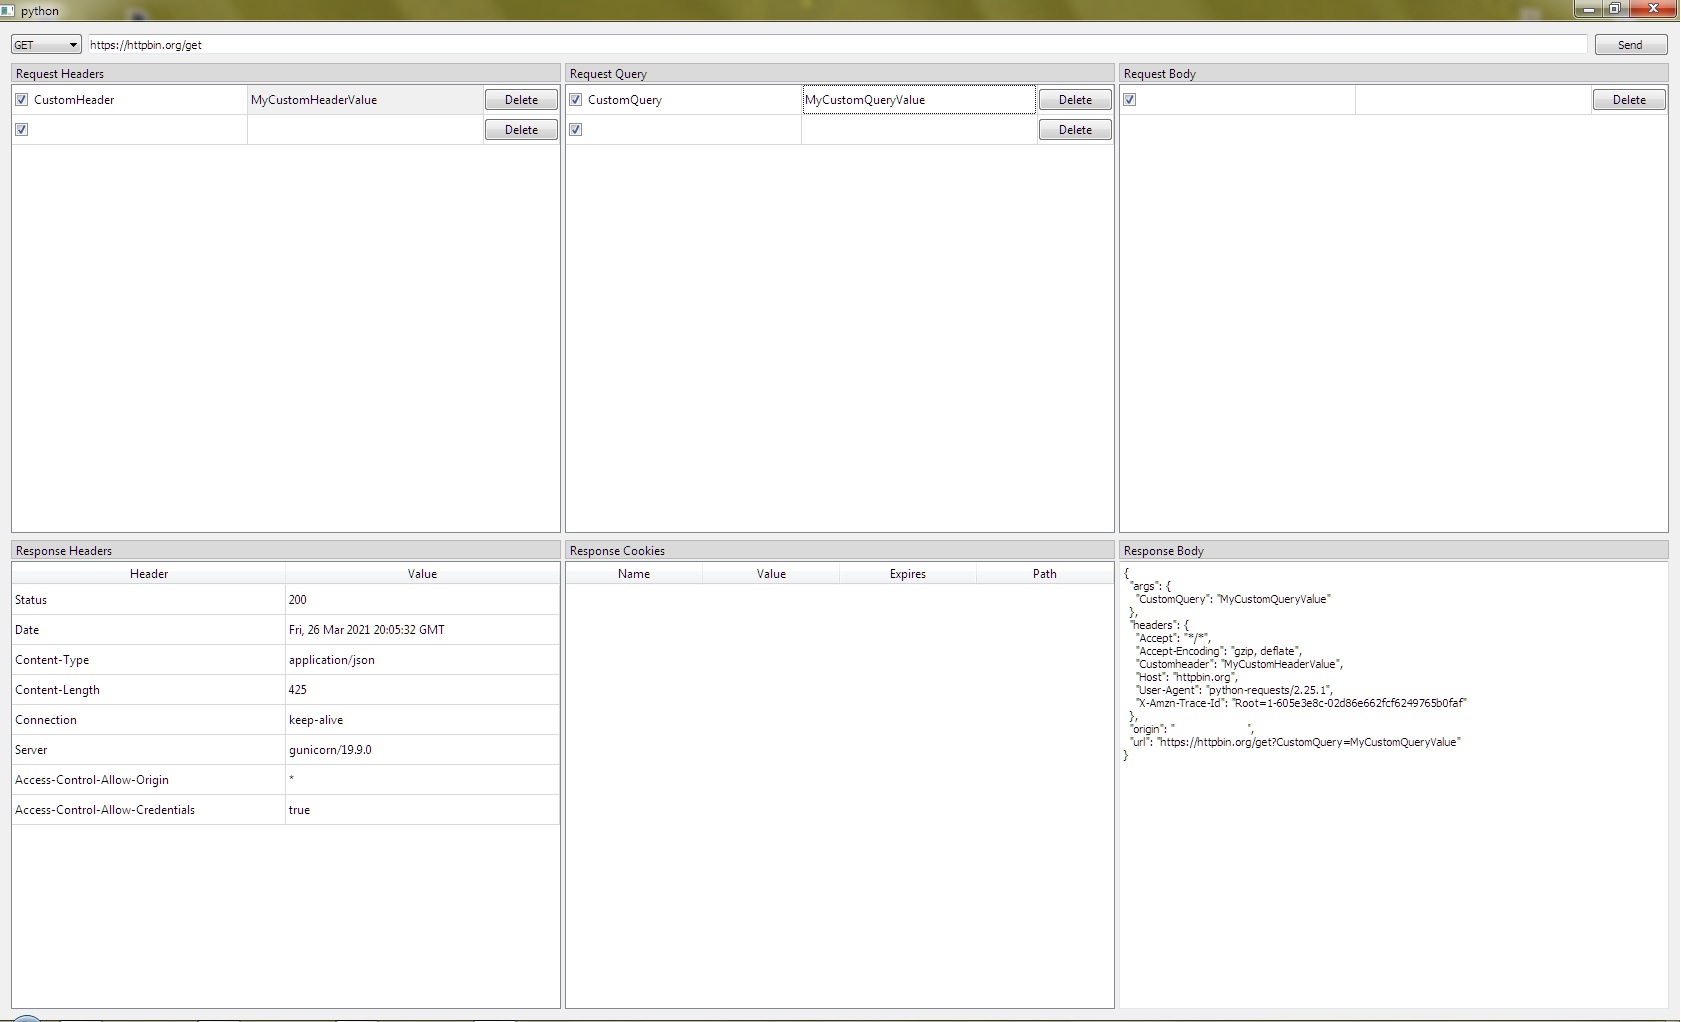 python
GET https://httpbin.org/get Send
Request Headers
CustomHeader MyCustomHeaderValue Delete
Delete
Request Query
CustomQuery MyCustomQueryValue Delete
Delete
Request Body
Delete
Response Headers
Header Value
Status 200
Date Fri, 26 Mar 2021 20:05:32 GMT
Content-Type application/json
Content-Length 425
Connection keep-alive
Server gunicorn/19.9.0
Access-Control-Allow-Origin *
Access-Control-Allow-Credentials true
Response Cookies
Name Value Expires Path
Response Body
{
"args": {
"CustomQuery": "MyCustomQueryValue"
},
"headers": {
"Accept": "*/*",
"Accept-Encoding": "gzip, deflate",
"Customheader": "MyCustomHeaderValue",
"Host": "httpbin.org",
"User-Agent": "python-requests/2.25.1",
"X-Amzn-Trace-Id": "Root=1-605e3e8c-02d86e662fcf6249765b0faf"
},
"origin": " ",
"url": "https://httpbin.org/get?CustomQuery=MyCustomQueryValue"
}